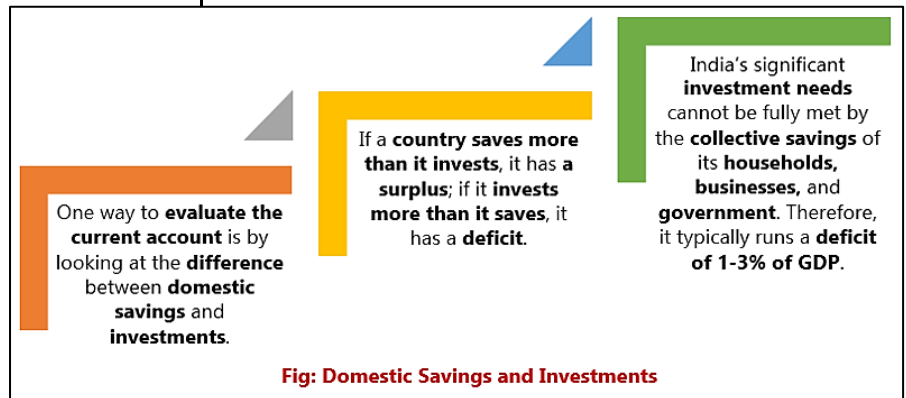 One way to evaluate the
current account is by
looking at the difference
between domestic
savings and
investments.
If a country saves more
than it invests, it has a
surplus; if it invests
more than it saves, it
has a deficit.
India's significant
investment needs
cannot be fully met by
the collective savings of
its households,
businesses, and
government. Therefore,
it typically runs a deficit
of 1-3% of GDP.
Fig: Domestic Savings and Investments